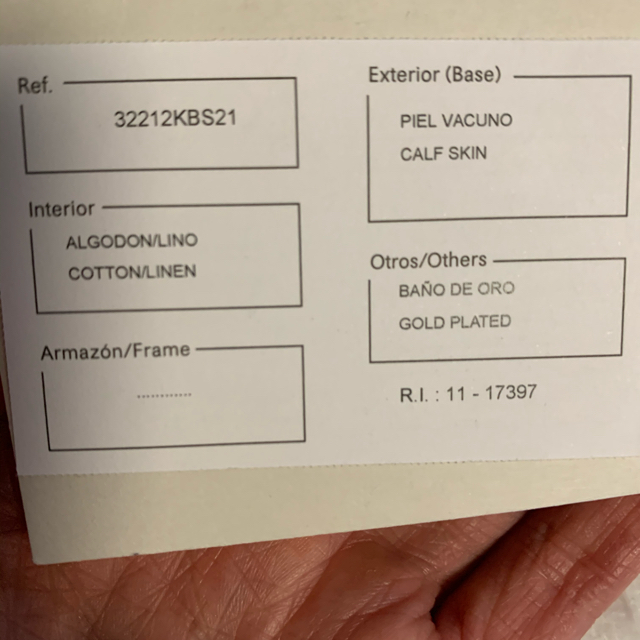 Ref.
32212KBS21
Interior
ALGODON/LINO
COTTON/LINEN
Armazón/Frame
............
Exterior (Base)
PIEL VACUNO
CALF SKIN
Otros/Others
BAÑO DE ORO
GOLD PLATED
R.I. : 11 - 17397